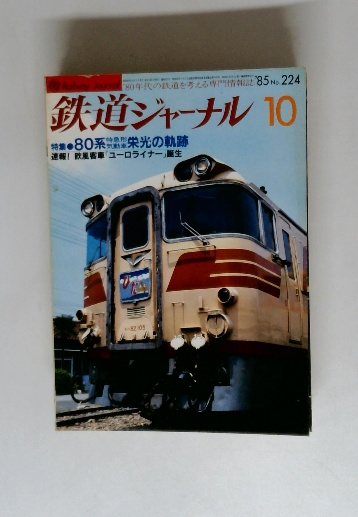 Railway Journal
'80年代の鉄道を考える専門情報誌 '85 No.224
鉄道ジャーナル 10
特集●80系 特急形気動車 栄光の軌跡
速報！ 欧風客車「ユーロライナー」誕生